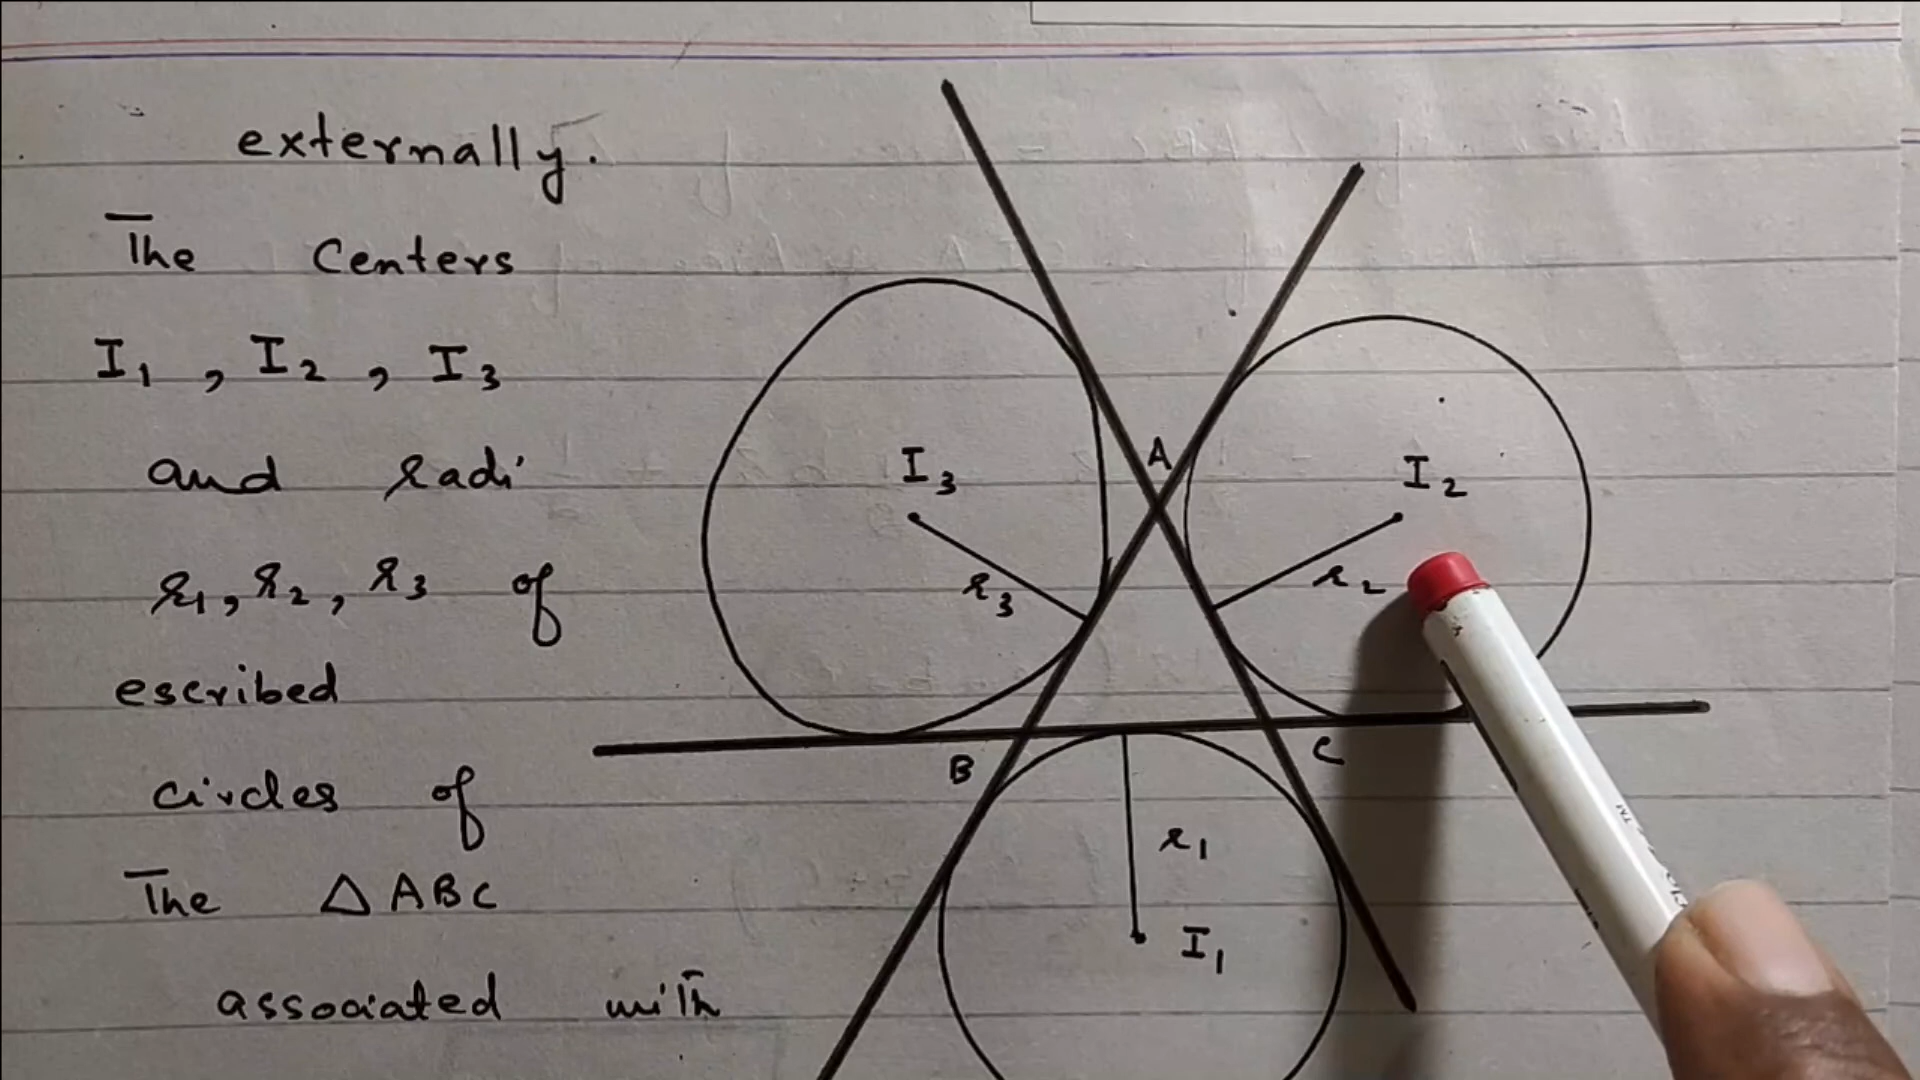 externally.
The Centers
I1, I2, I3
and radi
r1, r2, r3 of
escribed
circles of
The △ABC
associated with
A
I3
I2
r3
r2
B
C
r1
I1